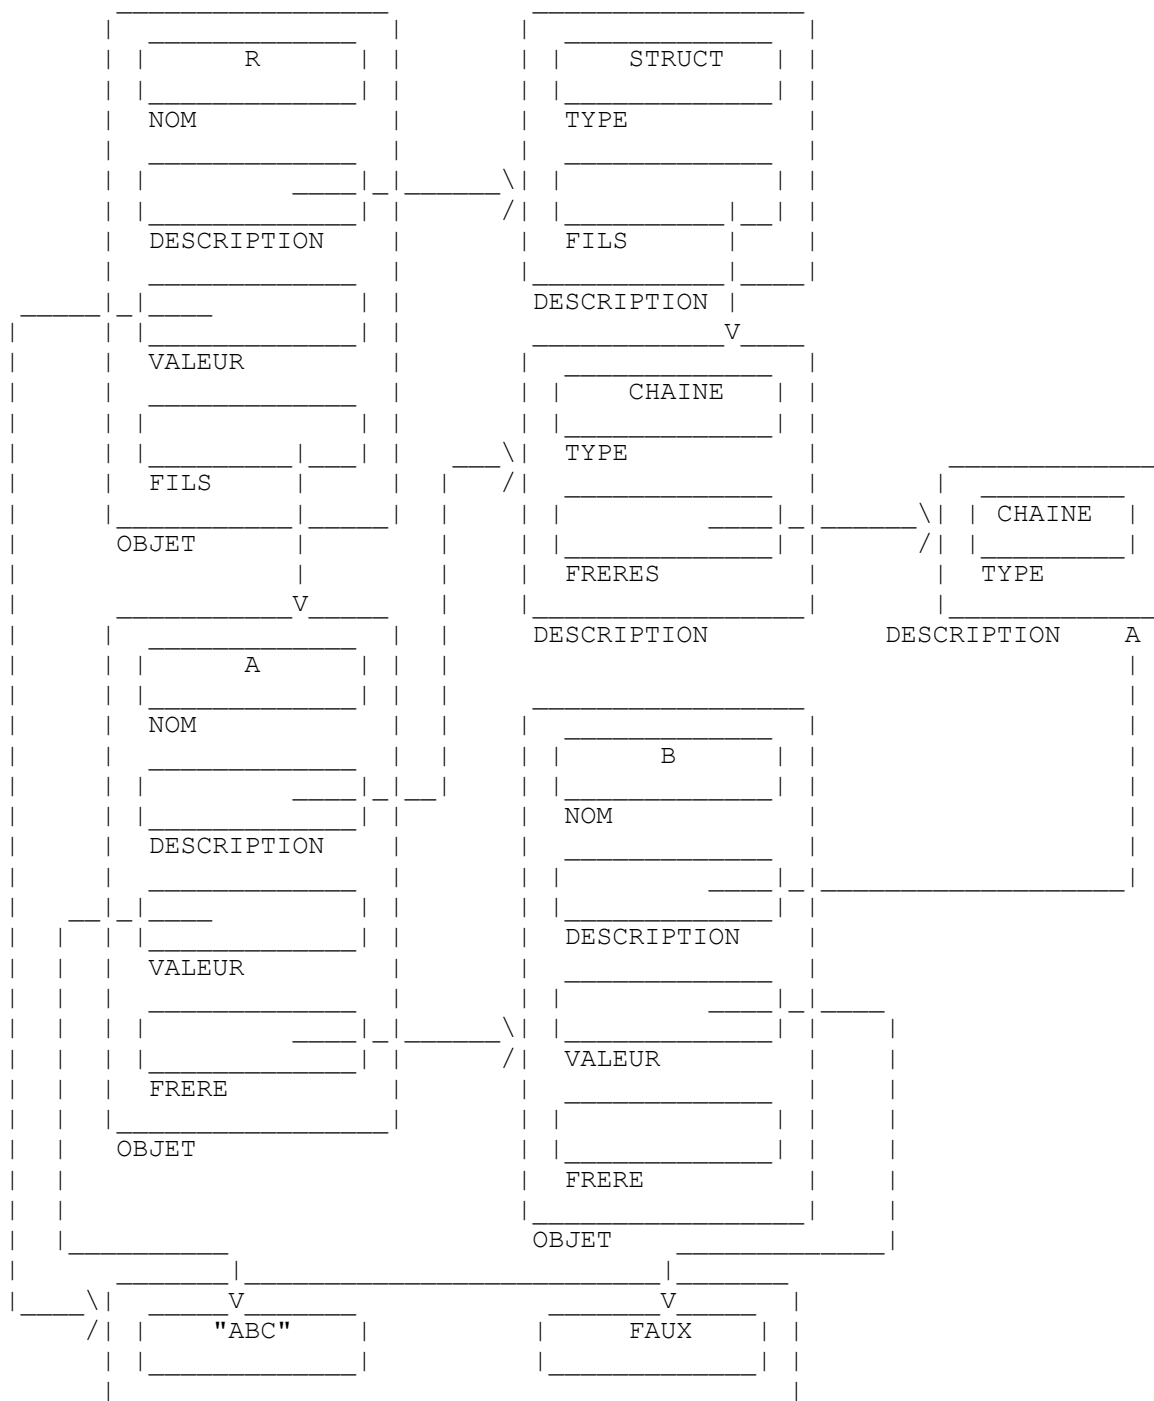 R STRUCT
NOM TYPE
DESCRIPTION FILS
DESCRIPTION
VALEUR
CHAINE
TYPE
FILS
CHAINE
OBJET
FRERES TYPE
DESCRIPTION DESCRIPTION A
A
NOM
B
NOM
DESCRIPTION
DESCRIPTION
VALEUR
VALEUR
FRERE
OBJET
FRERE
OBJET
"ABC" FAUX